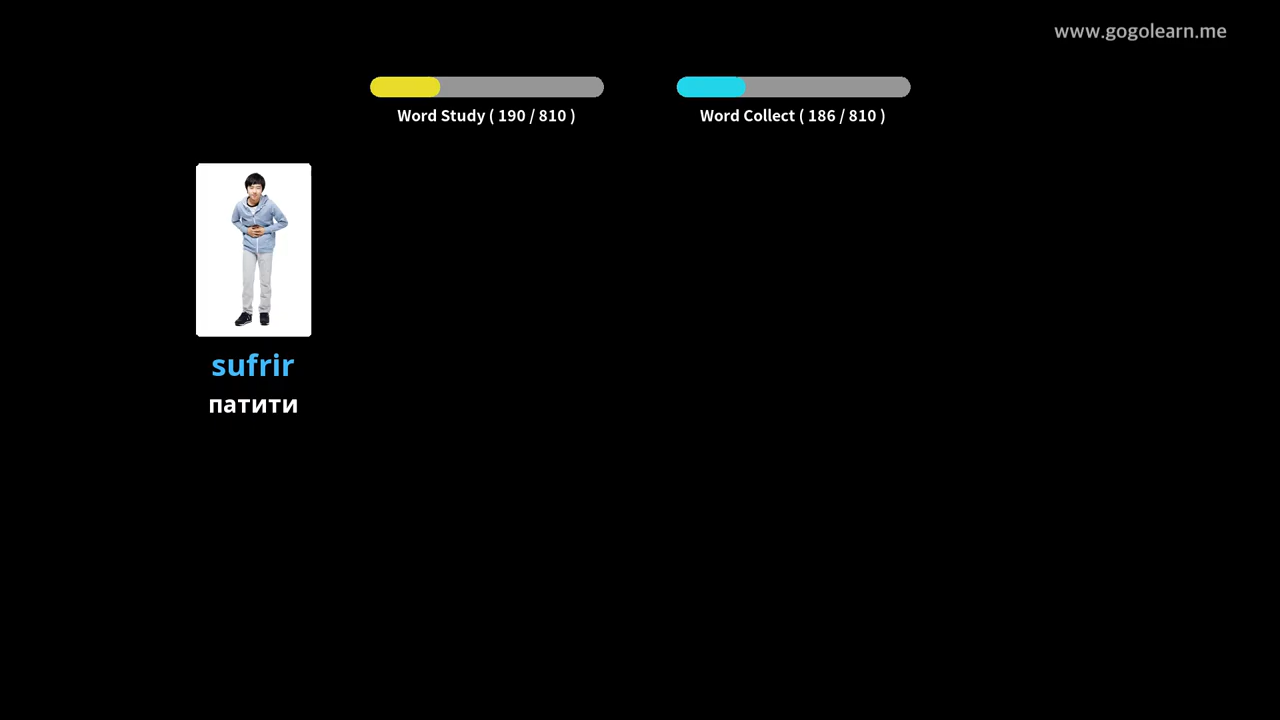 www.gogolearn.me
Word Study ( 190 / 810 )
Word Collect ( 186 / 810 )
sufrir
патити